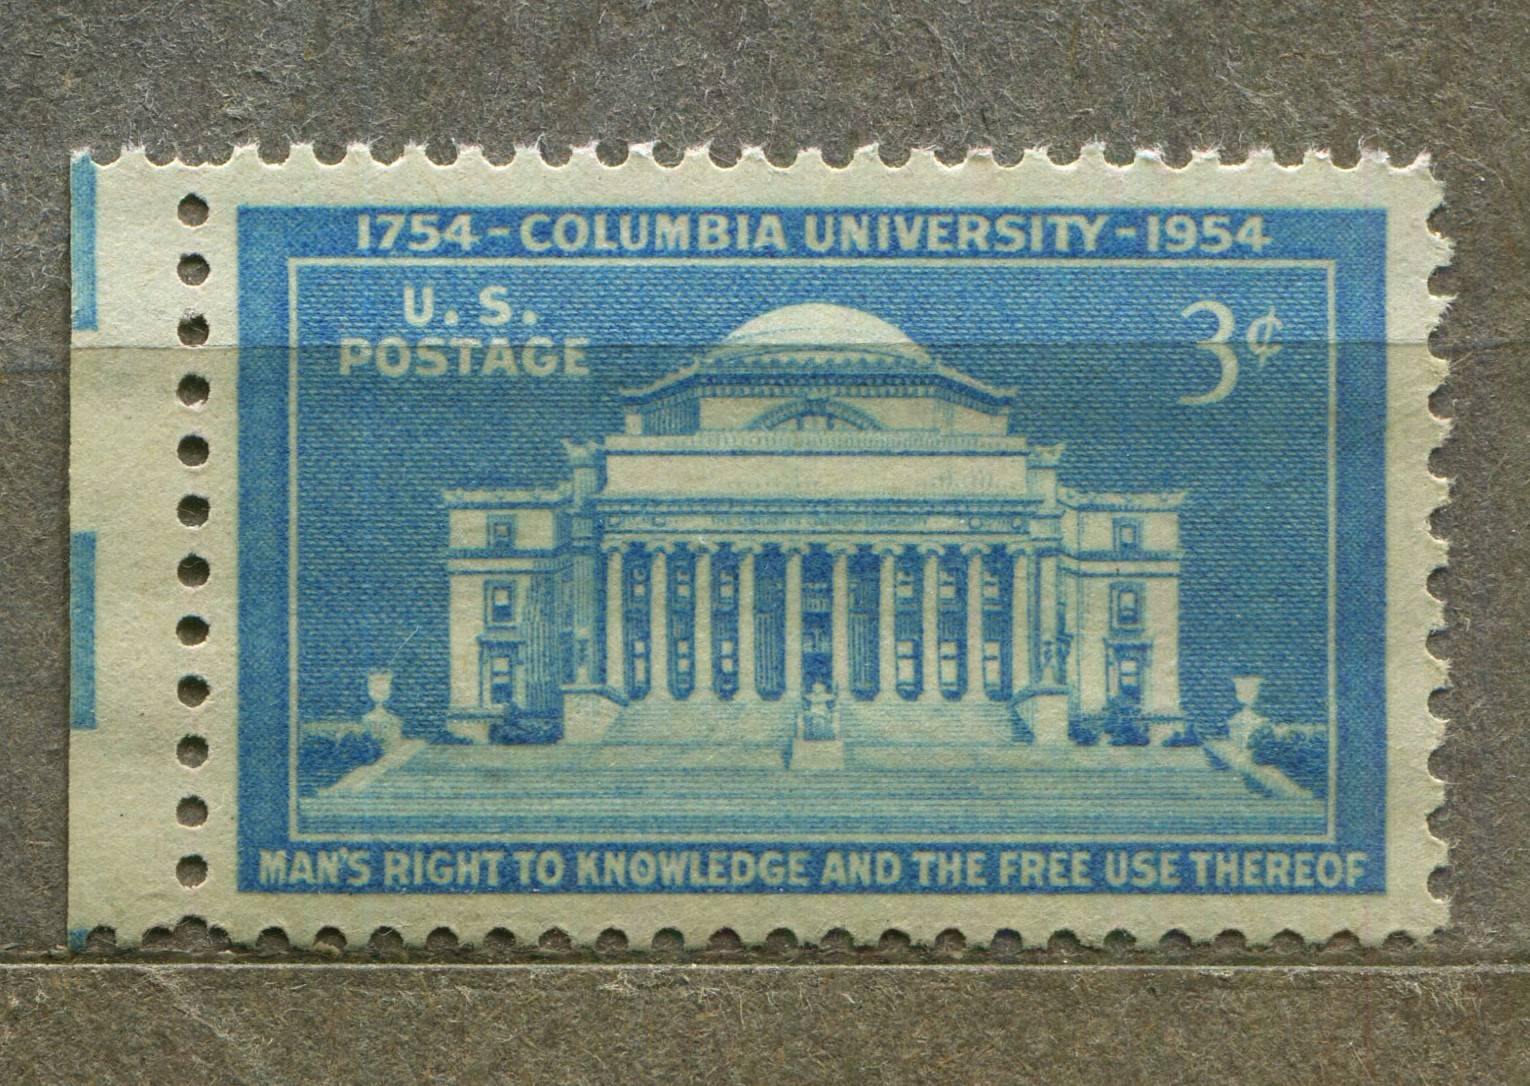 1754-COLUMBIA UNIVERSITY-1954
U. S.
POSTAGE
3¢
MAN'S RIGHT TO KNOWLEDGE AND THE FREE USE THEREOF